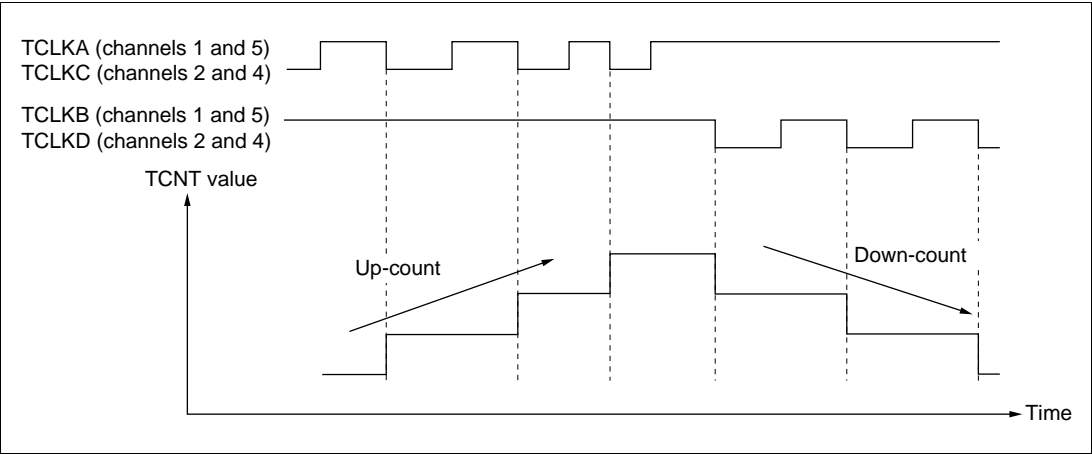 TCLKA (channels 1 and 5)
TCLKC (channels 2 and 4)
TCLKB (channels 1 and 5)
TCLKD (channels 2 and 4)
TCNT value
Up-count
Down-count
Time